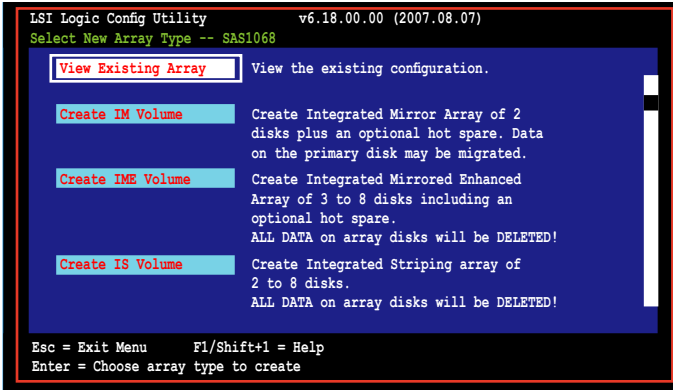 LSI Logic Config Utility v6.18.00.00 (2007.08.07)
Select New Array Type -- SAS1068
View Existing Array View the existing configuration.
Create IM Volume Create Integrated Mirror Array of 2
disks plus an optional hot spare. Data
on the primary disk may be migrated.
Create IME Volume Create Integrated Mirrored Enhanced
Array of 3 to 8 disks including an
optional hot spare.
ALL DATA on array disks will be DELETED!
Create IS Volume Create Integrated Striping array of
2 to 8 disks.
ALL DATA on array disks will be DELETED!
Esc = Exit Menu F1/Shift+1 = Help
Enter = Choose array type to create